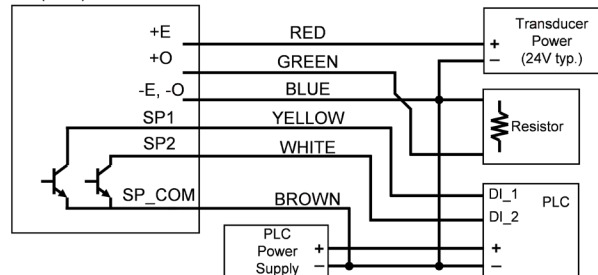 +E RED
+O GREEN
-E, -O BLUE
SP1 YELLOW
SP2 WHITE
SP_COM BROWN
Transducer
Power
(24V typ.)
+
−
Resistor
DI_1 PLC
DI_2
+
−
PLC
Power +
Supply −